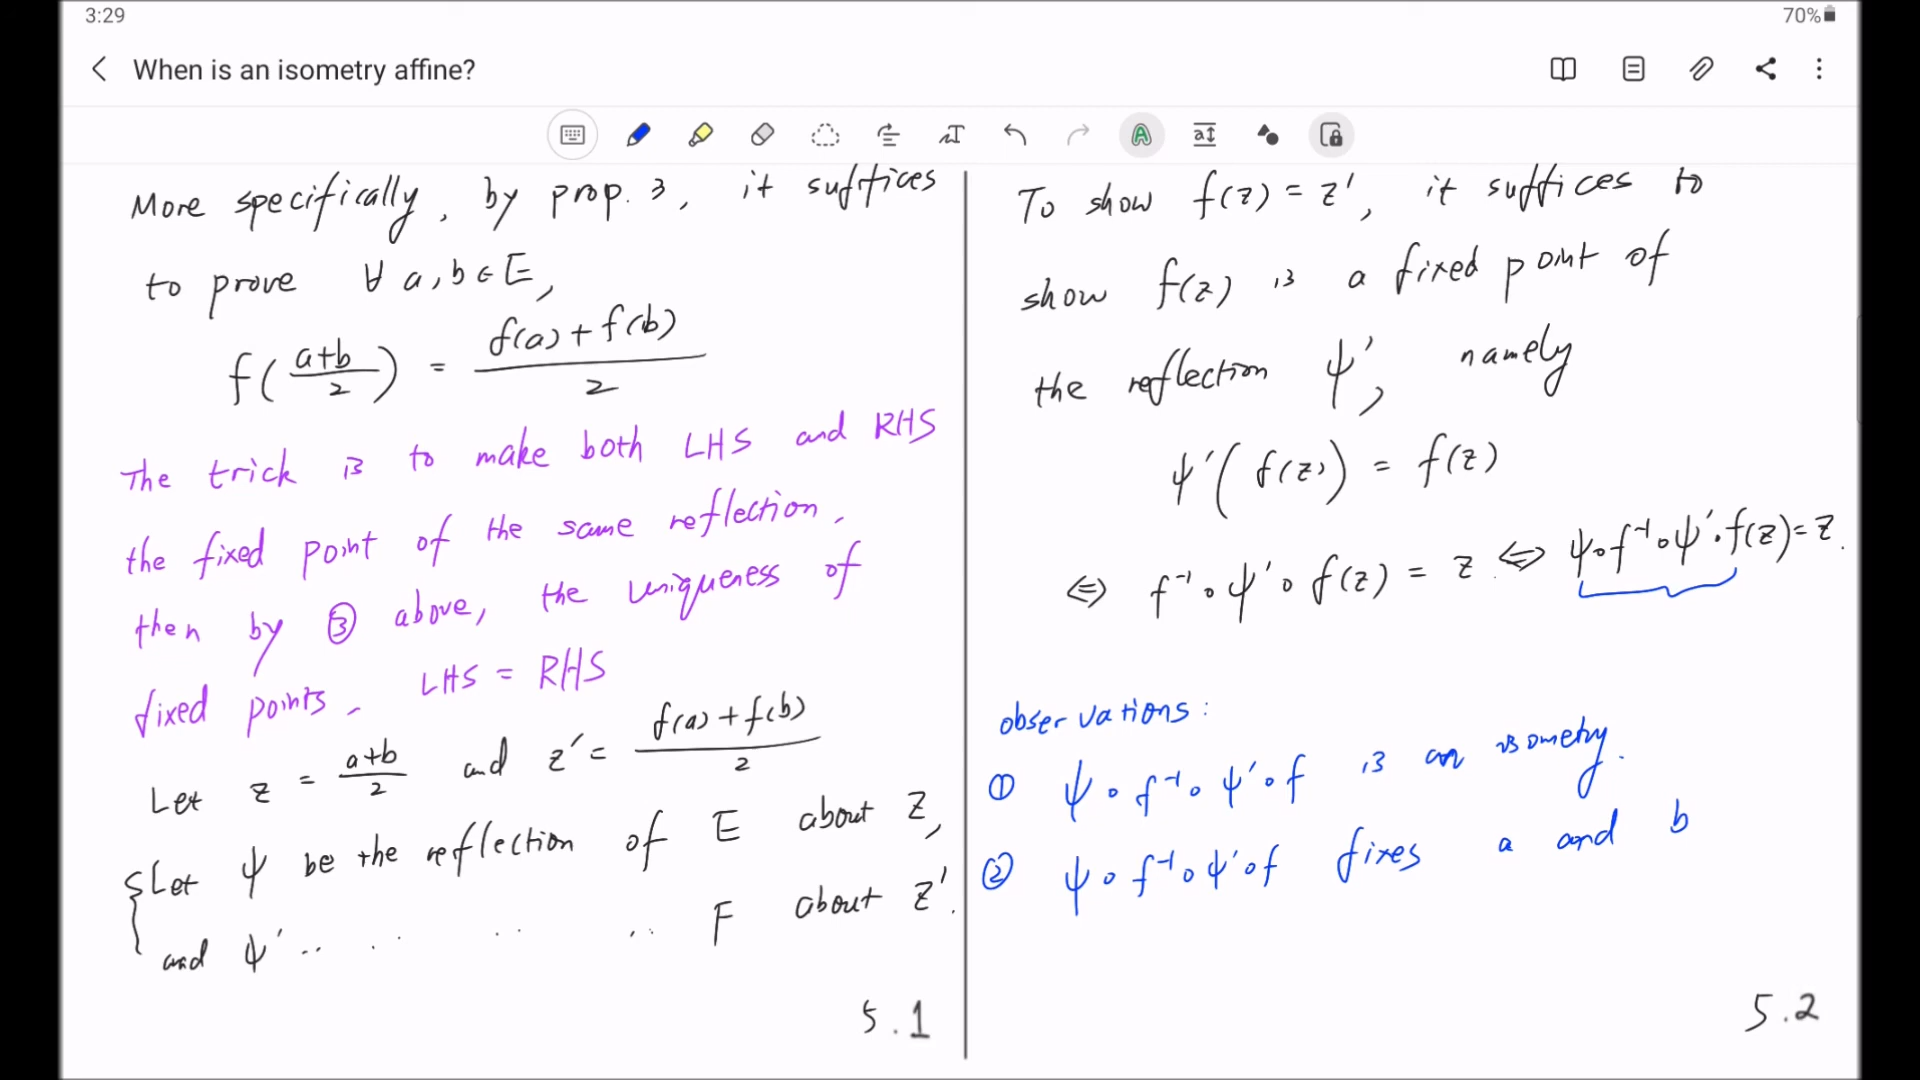 3:29
70%
When is an isometry affine?
More specifically, by prop. 3, it suffices
to prove ∀ a, b ∈ E,
f((a+b)/2) = (f(a) + f(b))/2
The trick is to make both LHS and RHS
the fixed point of the same reflection.
then by ③ above, the uniqueness of
fixed points, LHS = RHS
Let z = (a+b)/2 and z' = (f(a) + f(b))/2
{Let ψ be the reflection of E about z,
and ψ' .. . . .. .. F about z'.
5.1
To show f(z) = z', it suffices to
show f(z) is a fixed point of
the reflection ψ', namely
ψ'(f(z)) = f(z)
⇔ f⁻¹∘ψ'∘f(z) = z. ⇔ ψ∘f⁻¹∘ψ'∘f(z) = z.
observations:
① ψ∘f⁻¹∘ψ'∘f is an isometry.
② ψ∘f⁻¹∘ψ'∘f fixes a and b
5.2